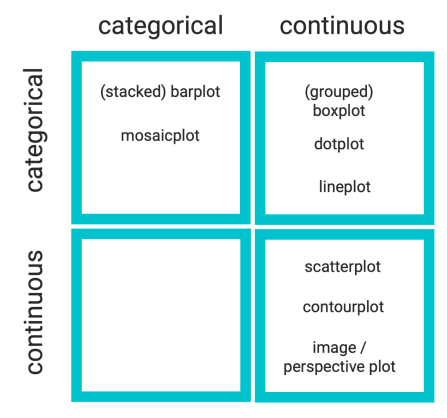 categorical
continuous
categorical
(stacked) barplot
mosaicplot
(grouped)
boxplot
dotplot
lineplot
continuous
scatterplot
contourplot
image /
perspective plot